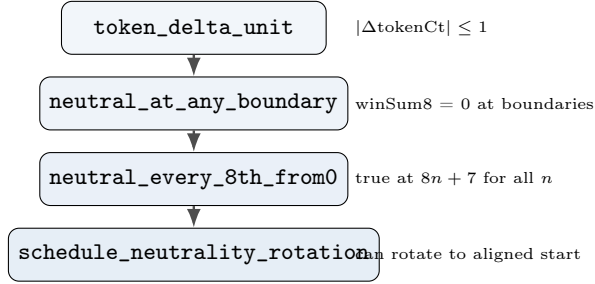 token_delta_unit |ΔtokenCt| ≤ 1
neutral_at_any_boundary winSum8 = 0 at boundaries
neutral_every_8th_from0 true at 8n + 7 for all n
schedule_neutrality_rotation can rotate to aligned start